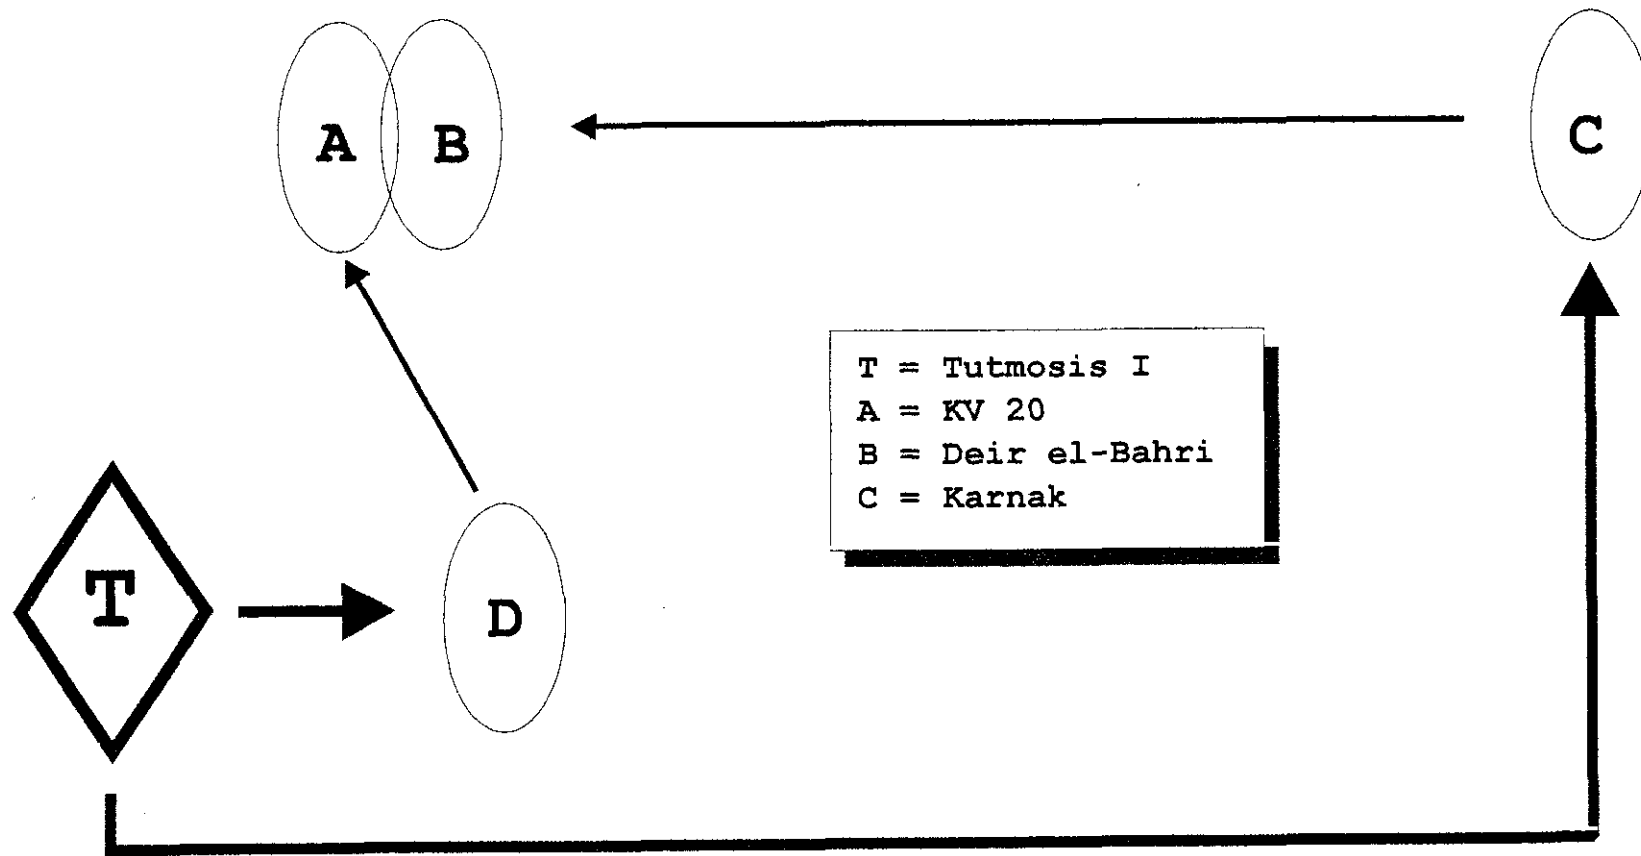 A B
C
T = Tutmosis I
A = KV 20
B = Deir el-Bahri
C = Karnak
T
D